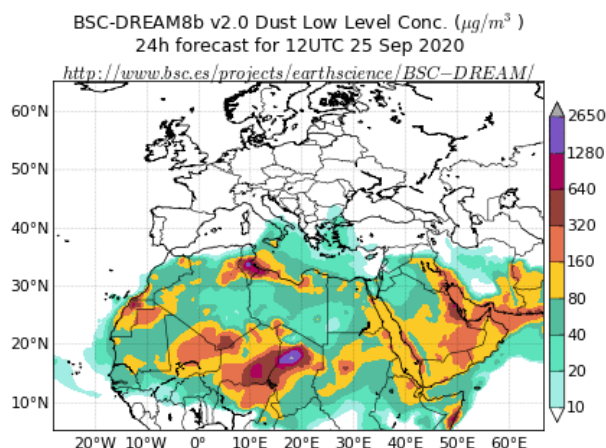 BSC-DREAM8b v2.0 Dust Low Level Conc. (μg/m³ )
24h forecast for 12UTC 25 Sep 2020
http://www.bsc.es/projects/earthscience/BSC−DREAM/
60°N
50°N
40°N
30°N
20°N
10°N
20°W 10°W 0° 10°E 20°E 30°E 40°E 50°E 60°E
2650
1280
640
320
160
80
40
20
10